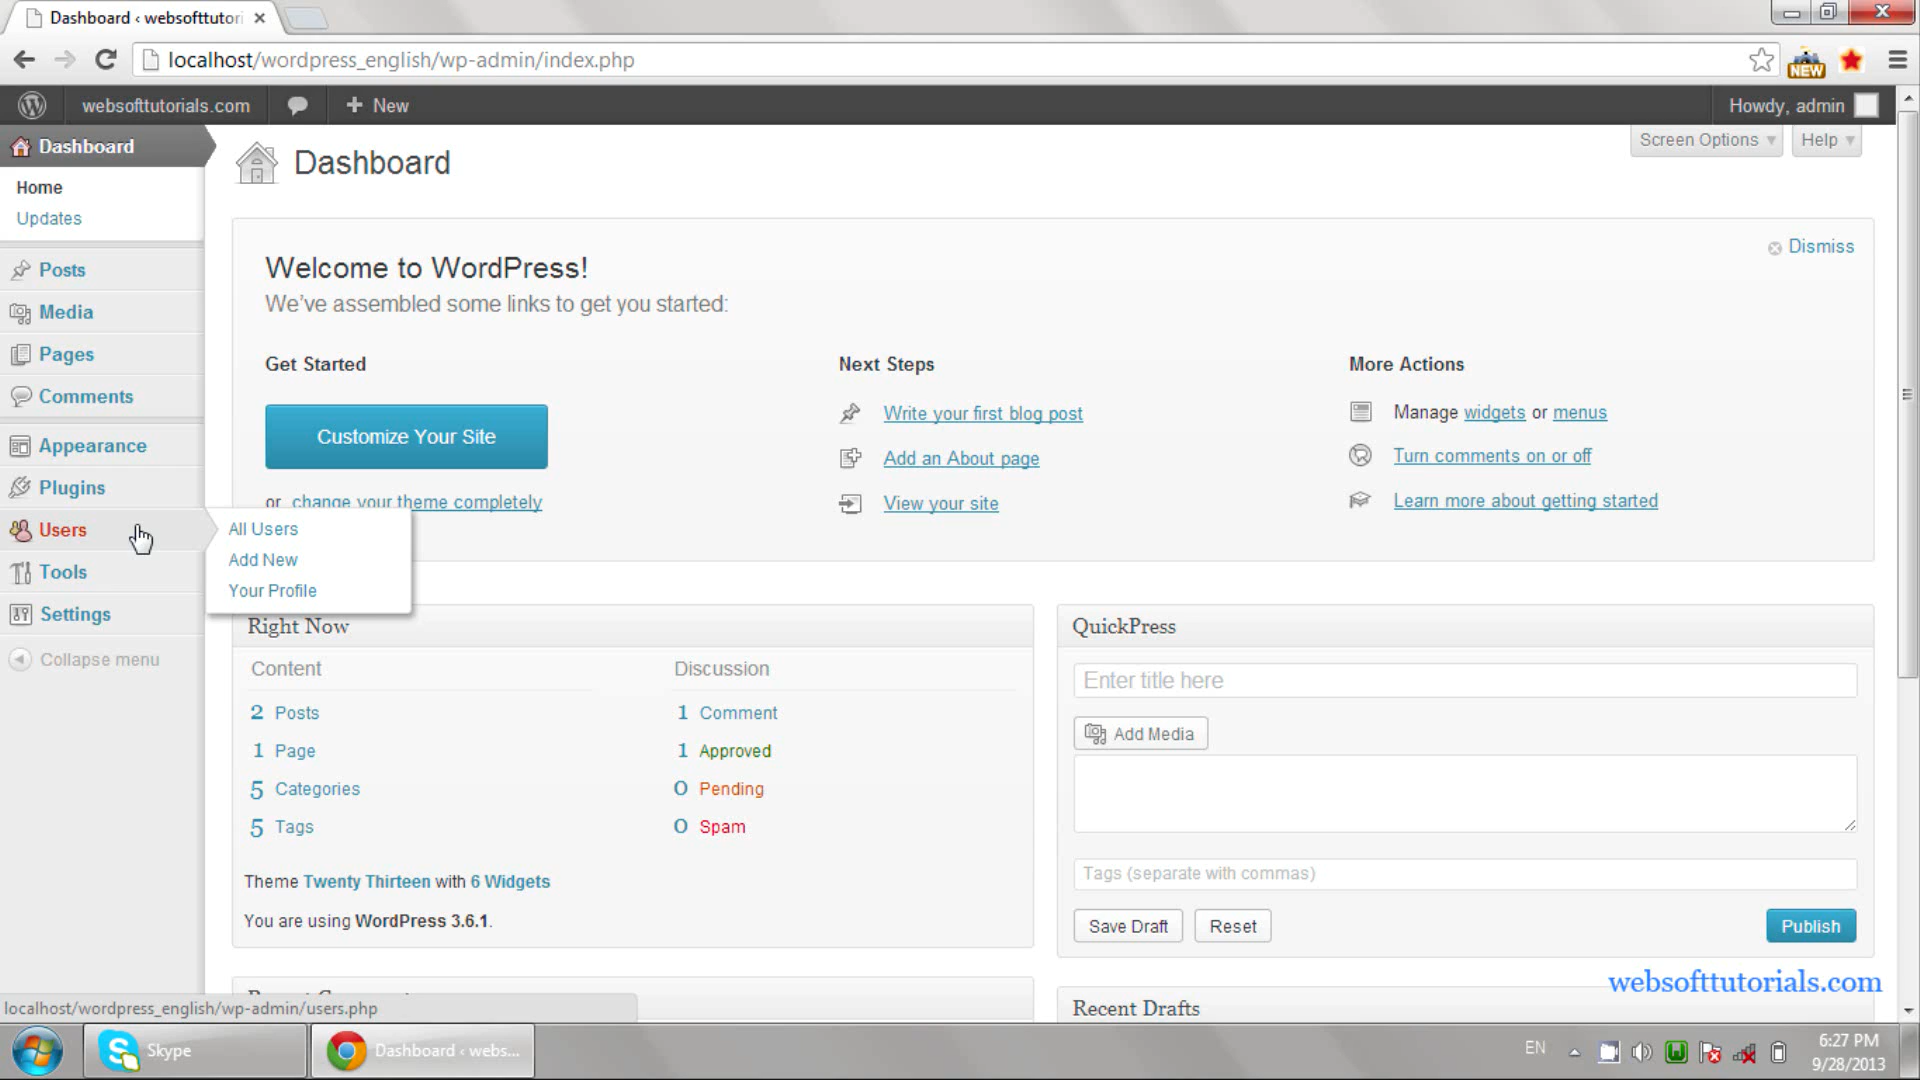 Dashboard ‹ websofttutori
localhost/wordpress_english/wp-admin/index.php
NEW
websofttutorials.com
New
Howdy, admin
Dashboard
Home
Updates
Posts
Media
Pages
Comments
Appearance
Plugins
Users
Tools
Settings
Collapse menu
All Users
Add New
Your Profile
Dashboard
Screen Options
Help
Dismiss
Welcome to WordPress!
We've assembled some links to get you started:
Get Started
Customize Your Site
or change your theme completely
Next Steps
Write your first blog post
Add an About page
View your site
More Actions
Manage widgets or menus
Turn comments on or off
Learn more about getting started
Right Now
Content
2 Posts
1 Page
5 Categories
5 Tags
Discussion
1 Comment
1 Approved
0 Pending
0 Spam
Theme Twenty Thirteen with 6 Widgets
You are using WordPress 3.6.1.
QuickPress
Enter title here
Add Media
Tags (separate with commas)
Save Draft
Reset
Publish
websofttutorials.com
Recent Drafts
localhost/wordpress_english/wp-admin/users.php
Skype
Dashboard ‹ webs...
EN
6:27 PM
9/28/2013